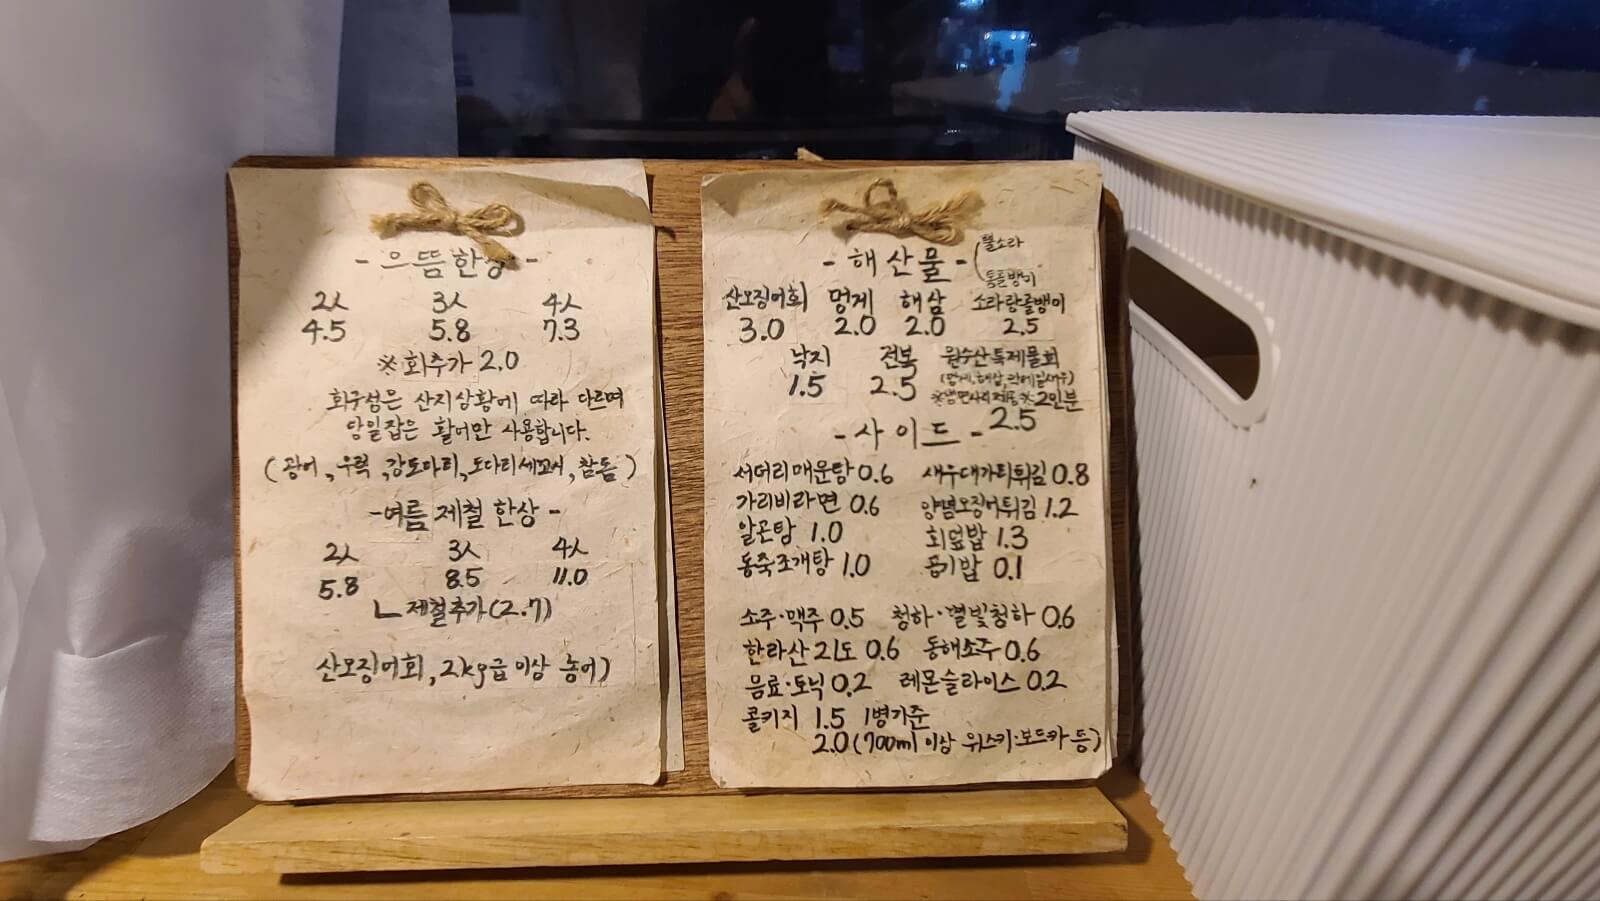 - 으뜸한상 -
2人 3人 4人
4.5 5.8 7.3
※회추가 2.0
회구성은 산지상황에 따라 다르며
당일잡은 활어만 사용합니다.
(광어, 우럭, 강도다리, 도다리세꼬시, 참돔)
-여름 제철 한상-
2人 3人 4人
5.8 8.5 11.0
ㄴ제철추가(2.7)
산오징어회, 2kg급 이상 농어)
- 해산물 - (뿔소라
통골뱅이
산오징어회 멍게 해삼 소라랑골뱅이
3.0 2.0 2.0 2.5
낙지 전복 원수산특제물회
1.5 2.5 (멍게,해삼,
※냉면사리제공※ 2인분
2.5
- 사이드 -
서더리매운탕 0.6 새우대가리튀김 0.8
가리비라면 0.6 양념오징어튀김 1.2
알곤탕 1.0 회덮밥 1.3
동죽조개탕 1.0 공기밥 0.1
소주·맥주 0.5 청하·별빛청하 0.6
한라산 21도 0.6 동해소주 0.6
음료·토닉 0.2 레몬슬라이스 0.2
콜키지 1.5 1병기준
2.0 (700ml 이상 위스키·보드카 등)